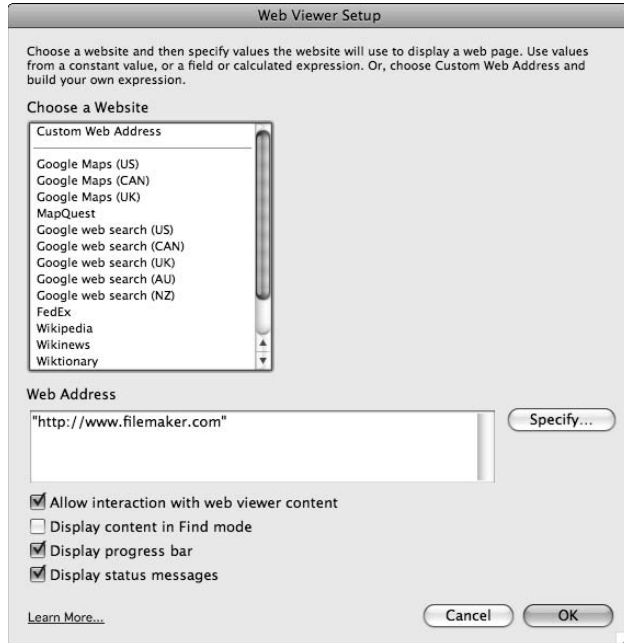 Web Viewer Setup
Choose a website and then specify values the website will use to display a web page. Use values
from a constant value, or a field or calculated expression. Or, choose Custom Web Address and
build your own expression.
Choose a Website
Custom Web Address
Google Maps (US)
Google Maps (CAN)
Google Maps (UK)
MapQuest
Google web search (US)
Google web search (CAN)
Google web search (UK)
Google web search (AU)
Google web search (NZ)
FedEx
Wikipedia
Wikinews
Wiktionary
Web Address
"http://www.filemaker.com"
Specify...
Allow interaction with web viewer content
Display content in Find mode
Display progress bar
Display status messages
Learn More...
Cancel
OK